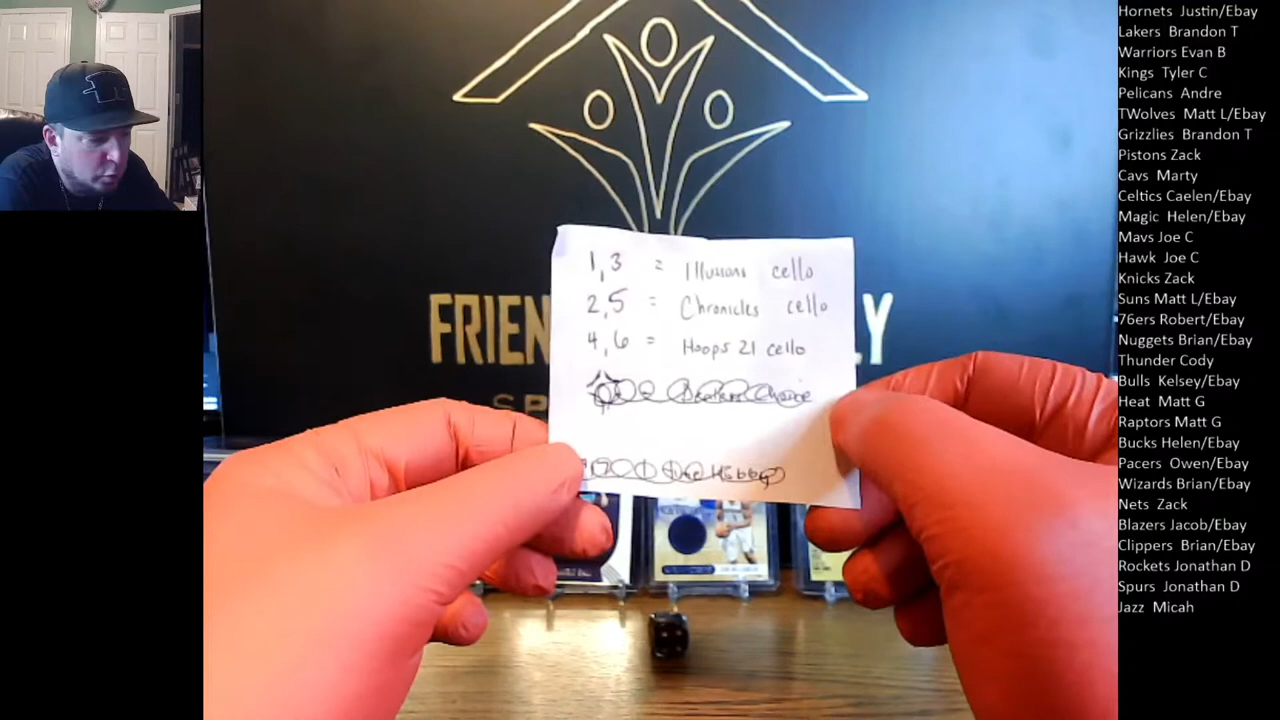 FRIEN
Y
SP
1,3 = Illusions cello
2,5 = Chronicles cello
4,6 = Hoops 21 cello
Hornets Justin/Ebay
Lakers Brandon T
Warriors Evan B
Kings Tyler C
Pelicans Andre
TWolves Matt L/Ebay
Grizzlies Brandon T
Pistons Zack
Cavs Marty
Celtics Caelen/Ebay
Magic Helen/Ebay
Mavs Joe C
Hawk Joe C
Knicks Zack
Suns Matt L/Ebay
76ers Robert/Ebay
Nuggets Brian/Ebay
Thunder Cody
Bulls Kelsey/Ebay
Heat Matt G
Raptors Matt G
Bucks Helen/Ebay
Pacers Owen/Ebay
Wizards Brian/Ebay
Nets Zack
Blazers Jacob/Ebay
Clippers Brian/Ebay
Rockets Jonathan D
Spurs Jonathan D
Jazz Micah